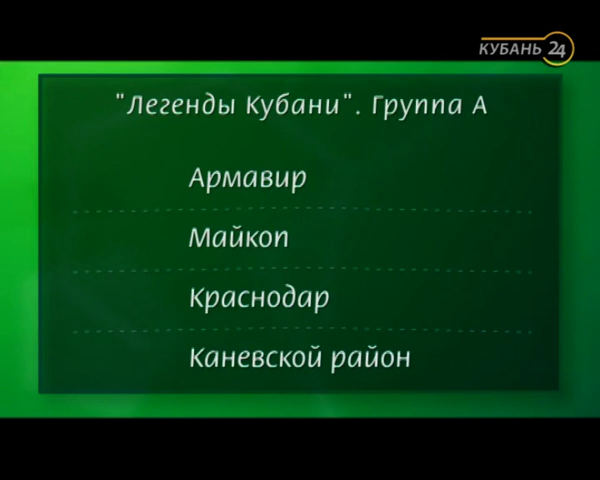 КУБАНЬ 24
"Легенды Кубани". Группа А
Армавир
Майкоп
Краснодар
Каневской район